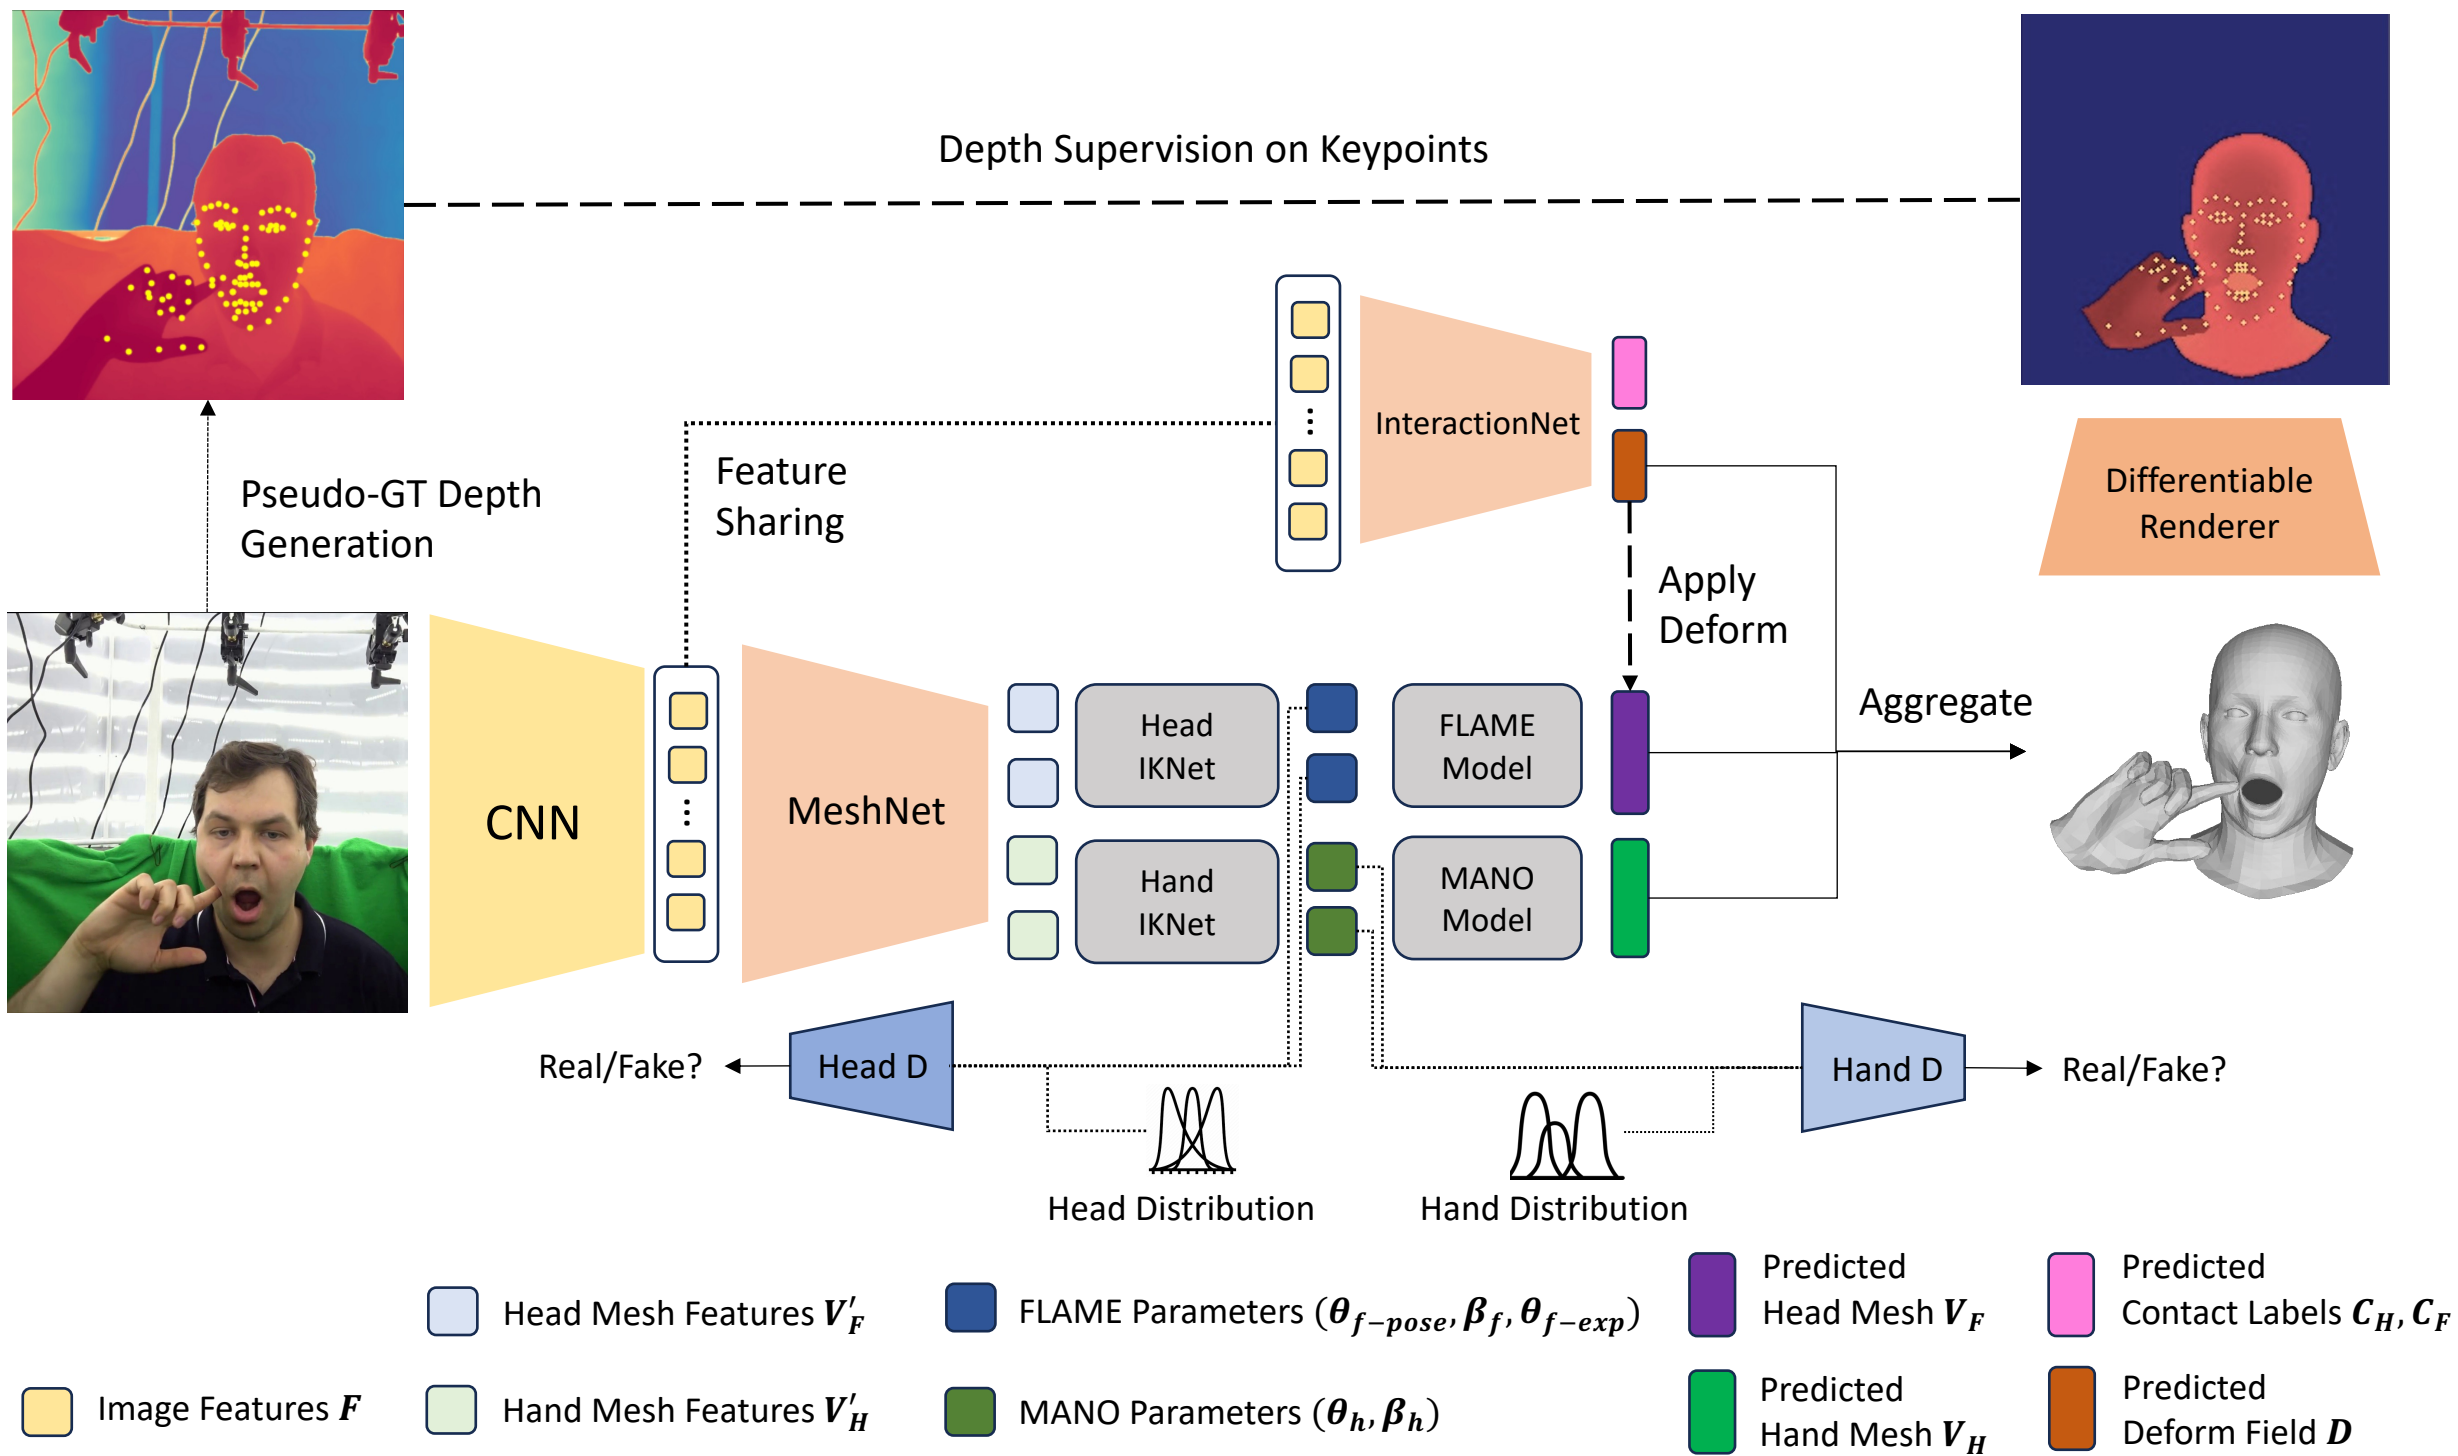 Depth Supervision on Keypoints
Pseudo-GT Depth
Generation
Feature
Sharing
InteractionNet
Differentiable
Renderer
Apply
Deform
CNN
MeshNet
Head
IKNet
Hand
IKNet
FLAME
Model
MANO
Model
Aggregate
Real/Fake?
Head D
Hand D
Real/Fake?
Head Distribution
Hand Distribution
Image Features F
Head Mesh Features V′_F
Hand Mesh Features V′_H
FLAME Parameters (θ_{f−pose}, β_f, θ_{f−exp})
MANO Parameters (θ_h, β_h)
Predicted
Head Mesh V_F
Predicted
Hand Mesh V_H
Predicted
Contact Labels C_H, C_F
Predicted
Deform Field D